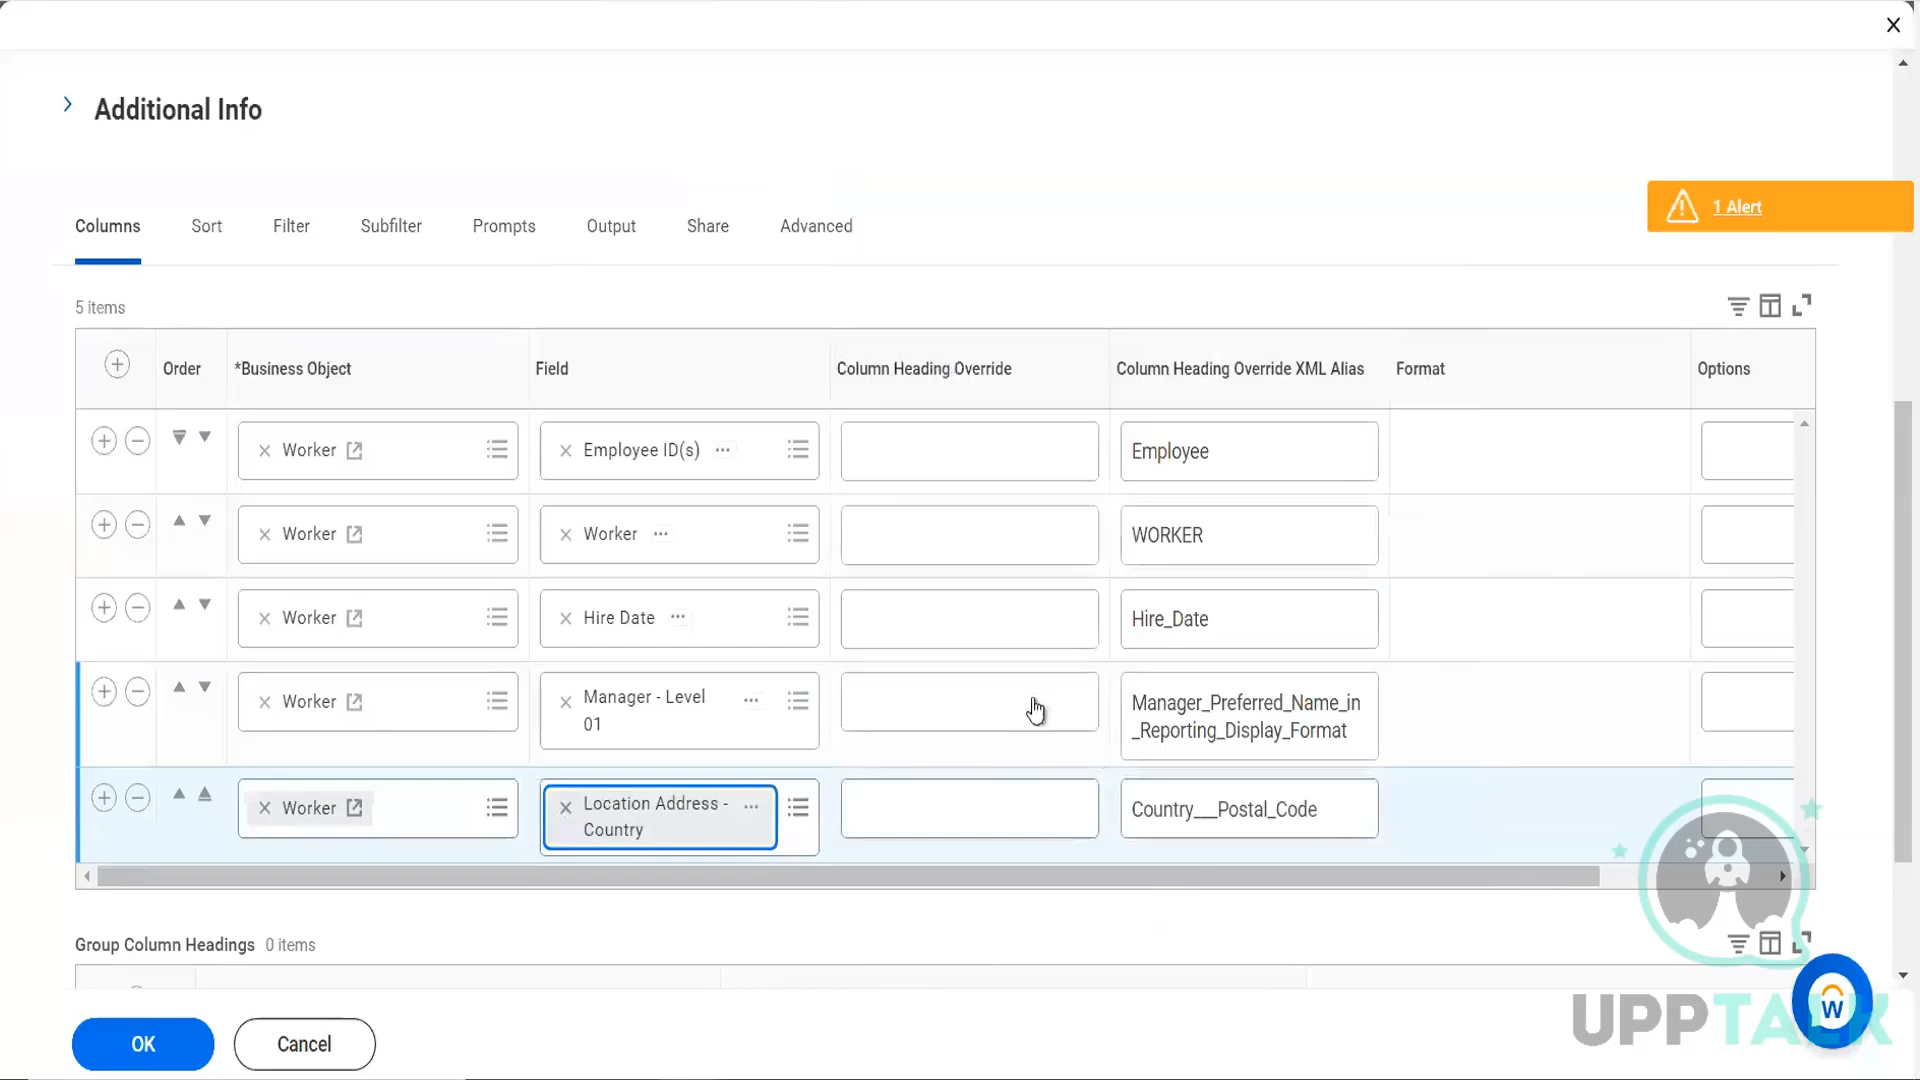 Additional Info
1 Alert
Columns Sort Filter Subfilter Prompts Output Share Advanced
5 items
Order *Business Object Field Column Heading Override Column Heading Override XML Alias Format Options
Worker Employee ID(s) Employee
Worker Worker WORKER
Worker Hire Date Hire_Date
Worker Manager - Level
01 Manager_Preferred_Name_in
_Reporting_Display_Format
Worker Location Address -
Country Country___Postal_Code
Group Column Headings 0 items
OK Cancel
W
UPPTALK